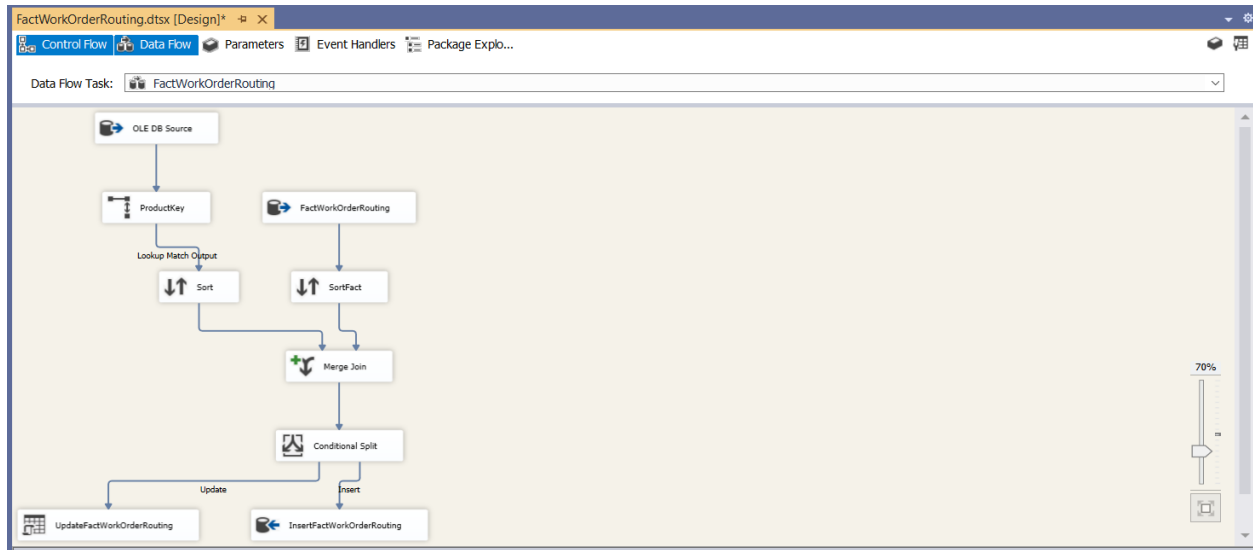 FactWorkOrderRouting.dtsx [Design]*
Control Flow Data Flow Parameters Event Handlers Package Explo...
Data Flow Task: FactWorkOrderRouting
OLE DB Source
ProductKey
FactWorkOrderRouting
Lookup Match Output
Sort
SortFact
Merge Join
70%
Conditional Split
Update
Insert
UpdateFactWorkOrderRouting
InsertFactWorkOrderRouting